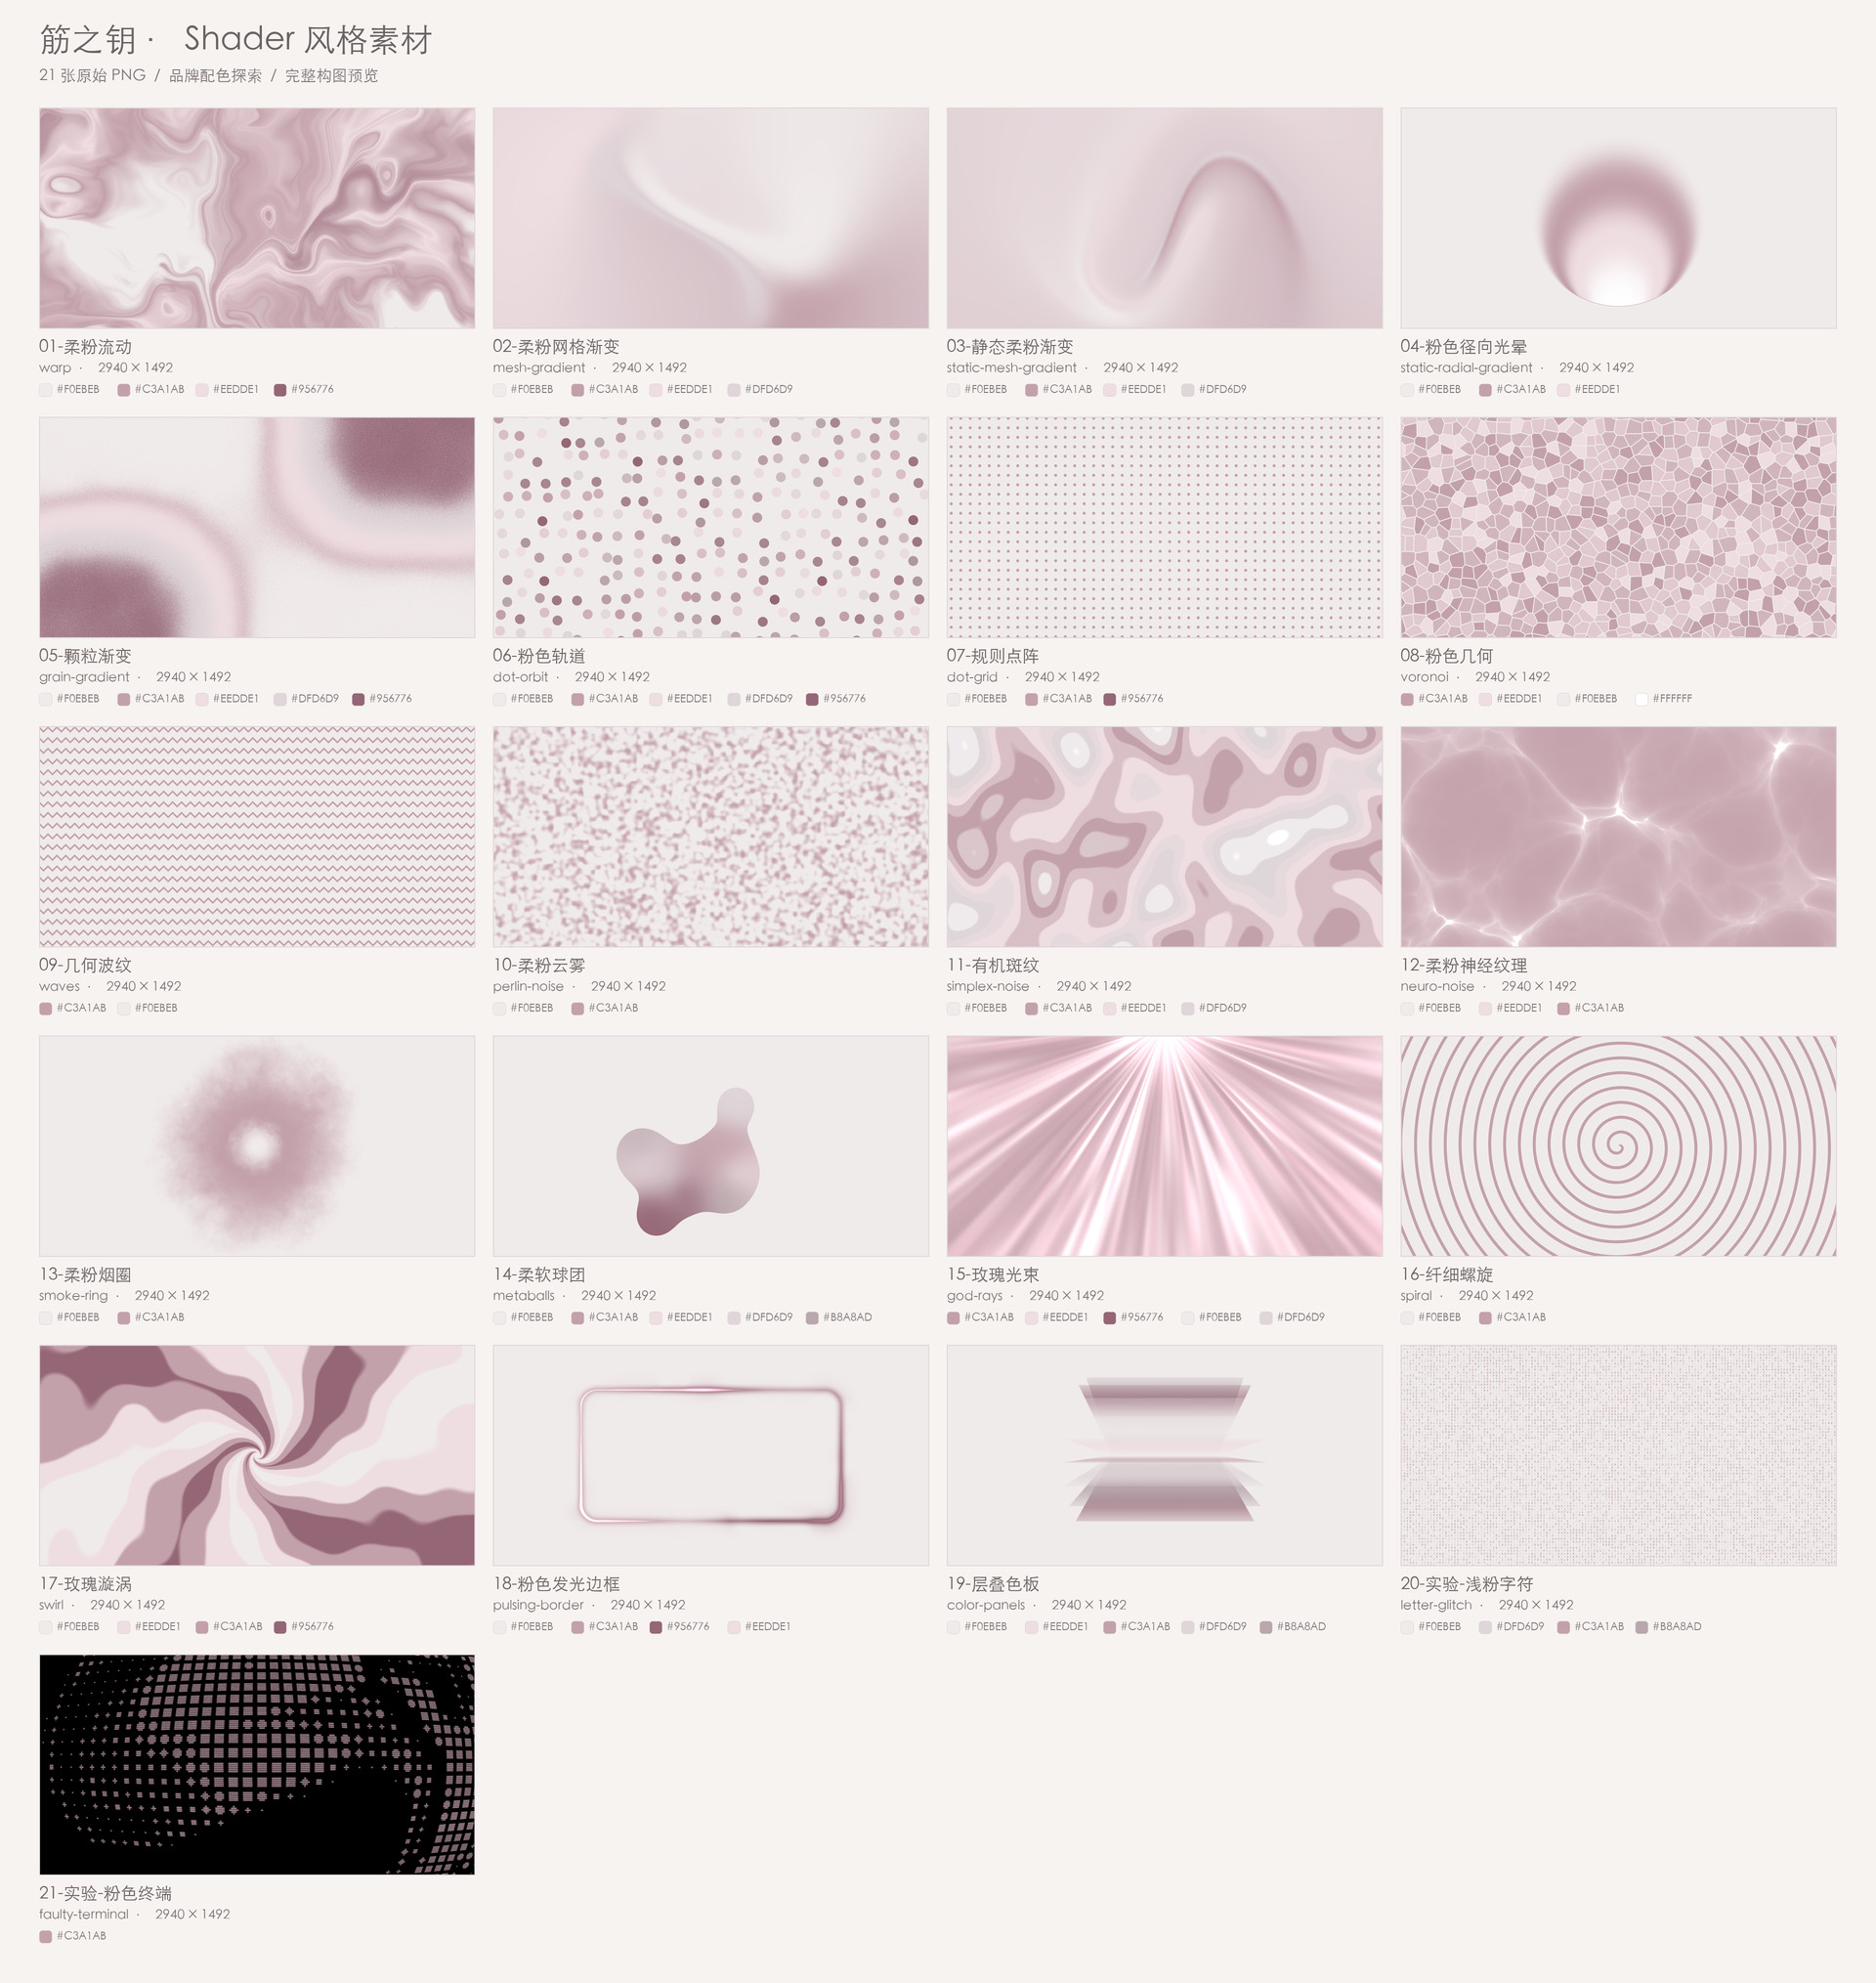 筋之钥 · Shader 风格素材
21 张原始 PNG / 品牌配色探索 / 完整构图预览
01-柔粉流动
warp · 2940 × 1492
#F0EBEB #C3A1AB #EEDDE1 #956776
02-柔粉网格渐变
mesh-gradient · 2940 × 1492
#F0EBEB #C3A1AB #EEDDE1 #DFD6D9
03-静态柔粉渐变
static-mesh-gradient · 2940 × 1492
#F0EBEB #C3A1AB #EEDDE1 #DFD6D9
04-粉色径向光晕
static-radial-gradient · 2940 × 1492
#F0EBEB #C3A1AB #EEDDE1
05-颗粒渐变
grain-gradient · 2940 × 1492
#F0EBEB #C3A1AB #EEDDE1 #DFD6D9 #956776
06-粉色轨道
dot-orbit · 2940 × 1492
#F0EBEB #C3A1AB #EEDDE1 #DFD6D9 #956776
07-规则点阵
dot-grid · 2940 × 1492
#F0EBEB #C3A1AB #956776
08-粉色几何
voronoi · 2940 × 1492
#C3A1AB #EEDDE1 #F0EBEB #FFFFFF
09-几何波纹
waves · 2940 × 1492
#C3A1AB #F0EBEB
10-柔粉云雾
perlin-noise · 2940 × 1492
#F0EBEB #C3A1AB
11-有机斑纹
simplex-noise · 2940 × 1492
#F0EBEB #C3A1AB #EEDDE1 #DFD6D9
12-柔粉神经纹理
neuro-noise · 2940 × 1492
#F0EBEB #EEDDE1 #C3A1AB
13-柔粉烟圈
smoke-ring · 2940 × 1492
#F0EBEB #C3A1AB
14-柔软球团
metaballs · 2940 × 1492
#F0EBEB #C3A1AB #EEDDE1 #DFD6D9 #B8A8AD
15-玫瑰光束
god-rays · 2940 × 1492
#C3A1AB #EEDDE1 #956776 #F0EBEB #DFD6D9
16-纤细螺旋
spiral · 2940 × 1492
#F0EBEB #C3A1AB
17-玫瑰漩涡
swirl · 2940 × 1492
#F0EBEB #EEDDE1 #C3A1AB #956776
18-粉色发光边框
pulsing-border · 2940 × 1492
#F0EBEB #C3A1AB #956776 #EEDDE1
19-层叠色板
color-panels · 2940 × 1492
#F0EBEB #EEDDE1 #C3A1AB #DFD6D9 #B8A8AD
20-实验-浅粉字符
letter-glitch · 2940 × 1492
#F0EBEB #DFD6D9 #C3A1AB #B8A8AD
21-实验-粉色终端
faulty-terminal · 2940 × 1492
#C3A1AB